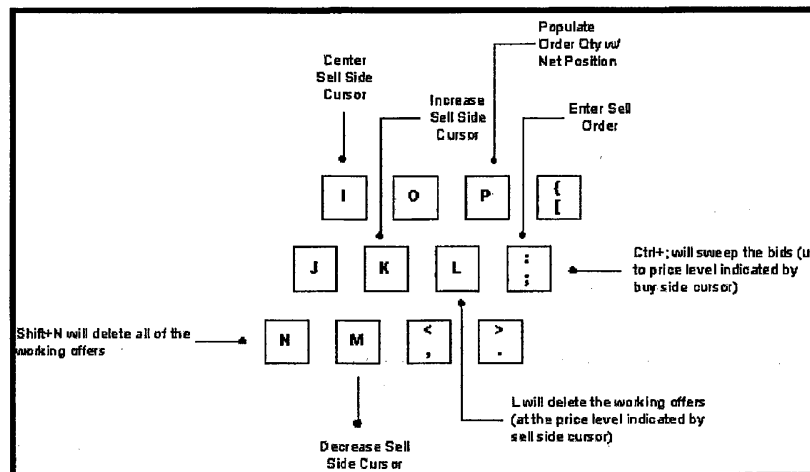 Populate
Order Qty w/
Net Position
Center
Sell Side
Cursor
Increase
Sell Side
Cursor
Enter Sell
Order
I
O
P
{
[
J
K
L
:
;
Ctrl+; will sweep the bids (u
to price level indicated by
buy side cursor)
Shift+N will delete all of the
working offers
N
M
<
,
>
.
L will delete the working offers
(at the price level indicated by
sell side cursor)
Decrease Sell
Side Cursor